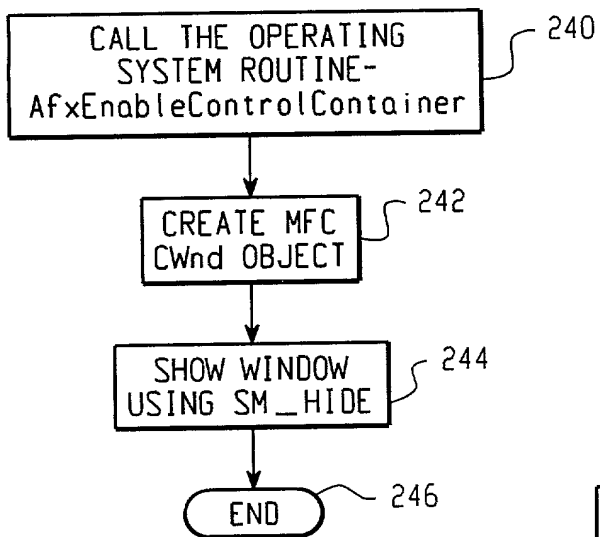 CALL THE OPERATING
SYSTEM ROUTINE-
AfxEnableControlContainer
240
CREATE MFC
CWnd OBJECT
242
SHOW WINDOW
USING SM_HIDE
244
END
246